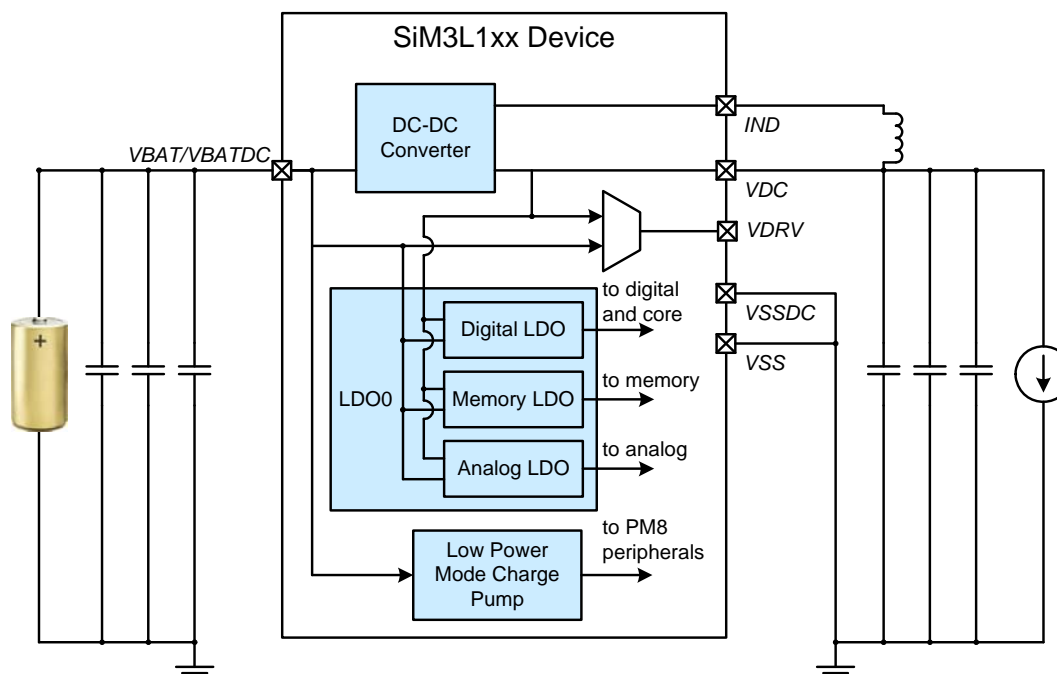 SiM3L1xx Device
DC-DC
Converter
IND
VBAT/VBATDC
VDC
VDRV
to digital
and core
VSSDC
Digital LDO
VSS
+
LDO0
to memory
Memory LDO
to analog
Analog LDO
to PM8
peripherals
Low Power
Mode Charge
Pump